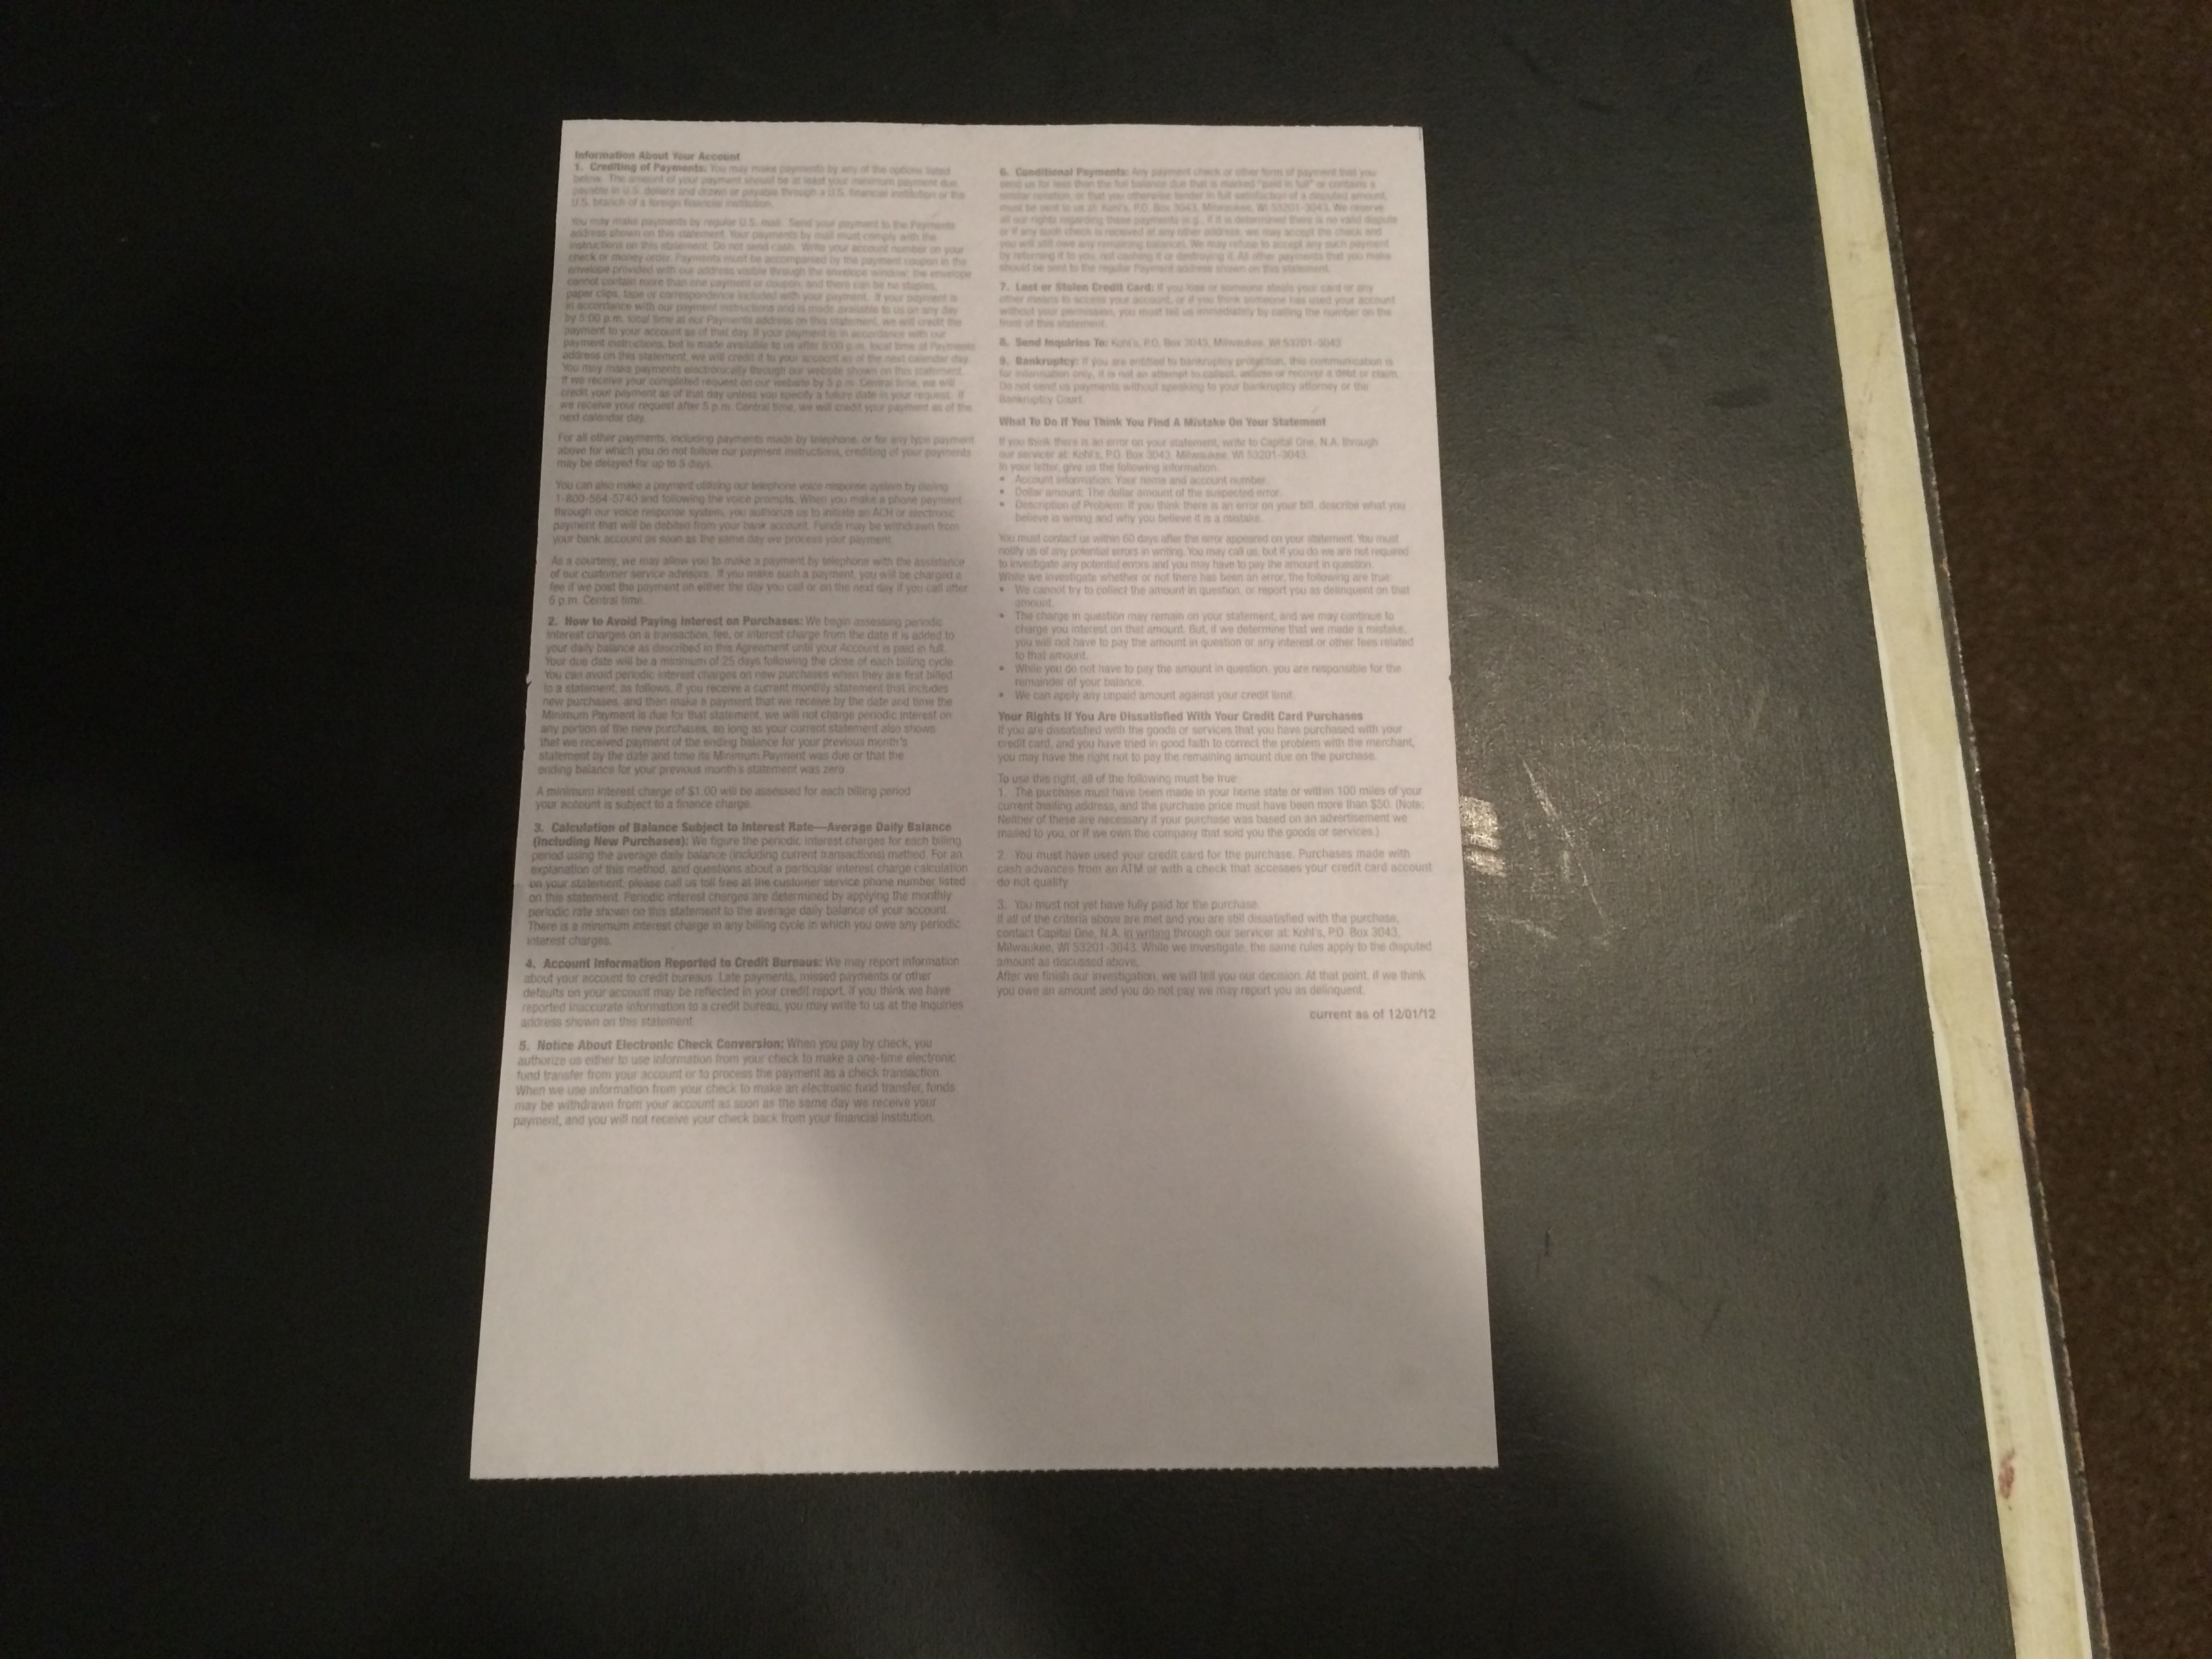 Information About Your Account
1. Crediting of Payments: You may make payments by any of the options listed
below. The amount of your payment should be at least your minimum payment due,
payable in U.S. dollars and drawn or payable through a U.S. financial institution or the
U.S. branch of a foreign financial institution.
You may make payments by regular U.S. mail. Send your payment to the Payments
address shown on this statement. Your payments by mail must comply with the
instructions on this statement. Do not send cash. Write your account number on your
check or money order. Payments must be accompanied by the payment coupon in the
envelope provided with our address visible through the envelope window; the envelope
cannot contain more than one payment or coupon, and there can be no staples,
paper clips, tape or correspondence included with your payment. If your payment is
in accordance with our payment instructions and is made available to us on any day
by 5:00 p.m. local time at our Payments address on this statement, we will credit the
payment to your account as of that day. If your payment is in accordance with our
payment instructions, but is made available to us after 5:00 p.m. local time at Payments
address on this statement, we will credit it to your account as of the next calendar day.
You may make payments electronically through our website shown on this statement.
If we receive your completed request on our website by 5 p.m. Central time, we will
credit your payment as of that day unless you specify a future date in your request. If
we receive your request after 5 p.m. Central time, we will credit your payment as of the
next calendar day.
For all other payments, including payments made by telephone, or for any type payment
above for which you do not follow our payment instructions, crediting of your payments
may be delayed for up to 5 days.
You can also make a payment utilizing our telephone voice response system by dialing
1-800-564-5740 and following the voice prompts. When you make a phone payment
through our voice response system, you authorize us to initiate an ACH or electronic
payment that will be debited from your bank account. Funds may be withdrawn from
your bank account as soon as the same day we process your payment.
As a courtesy, we may allow you to make a payment by telephone with the assistance
of our customer service advisors. If you make such a payment, you will be charged a
fee if we post the payment on either the day you call or on the next day if you call after
5 p.m. Central time.
2. How to Avoid Paying Interest on Purchases: We begin assessing periodic
interest charges on a transaction, fee, or interest charge from the date it is added to
your daily balance as described in this Agreement until your Account is paid in full.
Your due date will be a minimum of 25 days following the close of each billing cycle.
You can avoid periodic interest charges on new purchases when they are first billed
to a statement, as follows, if you receive a current monthly statement that includes
new purchases, and then make a payment that we receive by the date and time the
Minimum Payment is due for that statement, we will not charge periodic interest on
any portion of the new purchases, as long as your current statement also shows
that we received payment of the ending balance for your previous month's
statement by the date and time its Minimum Payment was due or that the
ending balance for your previous month's statement was zero.
A minimum interest charge of $1.00 will be assessed for each billing period
your account is subject to a finance charge.
3. Calculation of Balance Subject to Interest Rate—Average Daily Balance
(Including New Purchases): We figure the periodic interest charges for each billing
period using the average daily balance (including current transactions) method. For an
explanation of this method, and questions about a particular interest charge calculation
on your statement, please call us toll free at the customer service phone number listed
on this statement. Periodic interest charges are determined by applying the monthly
periodic rate shown on this statement to the average daily balance of your account.
There is a minimum interest charge in any billing cycle in which you owe any periodic
interest charges.
4. Account Information Reported to Credit Bureaus: We may report information
about your account to credit bureaus. Late payments, missed payments or other
defaults on your account may be reflected in your credit report. If you think we have
reported inaccurate information to a credit bureau, you may write to us at the Inquiries
address shown on this statement.
5. Notice About Electronic Check Conversion: When you pay by check, you
authorize us either to use information from your check to make a one-time electronic
fund transfer from your account or to process the payment as a check transaction.
When we use information from your check to make an electronic fund transfer, funds
may be withdrawn from your account as soon as the same day we receive your
payment, and you will not receive your check back from your financial institution.
6. Conditional Payments: Any payment check or other form of payment that you
send us for less than the full balance due that is marked "paid in full" or contains a
similar notation, or that you otherwise tender in full satisfaction of a disputed amount,
must be sent to us at: Kohl's, P.O. Box 3043, Milwaukee, WI 53201-3043. We reserve
all our rights regarding these payments (e.g., if it is determined there is no valid dispute
or if any such check is received at any other address, we may accept the check and
you will still owe any remaining balance). We may refuse to accept any such payment
by returning it to you, not cashing it or destroying it. All other payments that you make
should be sent to the regular Payment address shown on this statement.
7. Lost or Stolen Credit Card: If you lose or someone steals your card or any
other means to access your account, or if you think someone has used your account
without your permission, you must tell us immediately by calling the number on the
front of this statement.
8. Send Inquiries To: Kohl's, P.O. Box 3043, Milwaukee, WI 53201-3043
9. Bankruptcy: If you are entitled to bankruptcy protection, this communication is
for information only, it is not an attempt to collect, assess or recover a debt or claim.
Do not send us payments without speaking to your bankruptcy attorney or the
Bankruptcy Court.
What To Do If You Think You Find A Mistake On Your Statement
If you think there is an error on your statement, write to Capital One, N.A. through
our servicer at: Kohl's, P.O. Box 3043, Milwaukee, WI 53201-3043.
In your letter, give us the following information:
• Account information: Your name and account number.
• Dollar amount: The dollar amount of the suspected error.
• Description of Problem: If you think there is an error on your bill, describe what you
believe is wrong and why you believe it is a mistake.
You must contact us within 60 days after the error appeared on your statement. You must
notify us of any potential errors in writing. You may call us, but if you do we are not required
to investigate any potential errors and you may have to pay the amount in question.
While we investigate whether or not there has been an error, the following are true:
• We cannot try to collect the amount in question, or report you as delinquent on that
amount.
• The charge in question may remain on your statement, and we may continue to
charge you interest on that amount. But, if we determine that we made a mistake,
you will not have to pay the amount in question or any interest or other fees related
to that amount.
• While you do not have to pay the amount in question, you are responsible for the
remainder of your balance.
• We can apply any unpaid amount against your credit limit.
Your Rights If You Are Dissatisfied With Your Credit Card Purchases
If you are dissatisfied with the goods or services that you have purchased with your
credit card, and you have tried in good faith to correct the problem with the merchant,
you may have the right not to pay the remaining amount due on the purchase.
To use this right, all of the following must be true:
1. The purchase must have been made in your home state or within 100 miles of your
current mailing address, and the purchase price must have been more than $50. (Note:
Neither of these are necessary if your purchase was based on an advertisement we
mailed to you, or if we own the company that sold you the goods or services.)
2. You must have used your credit card for the purchase. Purchases made with
cash advances from an ATM or with a check that accesses your credit card account
do not qualify.
3. You must not yet have fully paid for the purchase.
If all of the criteria above are met and you are still dissatisfied with the purchase,
contact Capital One, N.A. in writing through our servicer at: Kohl's, P.O. Box 3043,
Milwaukee, WI 53201-3043. While we investigate, the same rules apply to the disputed
amount as discussed above.
After we finish our investigation, we will tell you our decision. At that point, if we think
you owe an amount and you do not pay we may report you as delinquent.
current as of 12/01/12